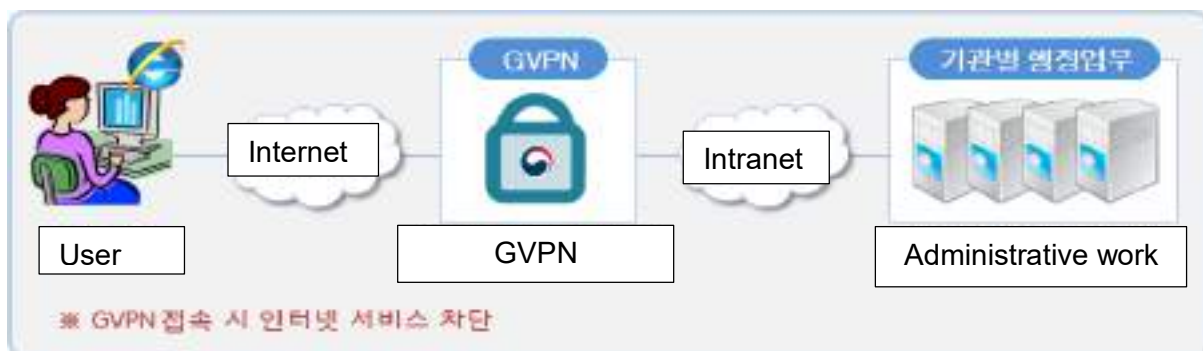 GVPN
기관별 행정업무
Internet
Intranet
User
GVPN
Administrative work
※ GVPN 접속 시 인터넷 서비스 차단